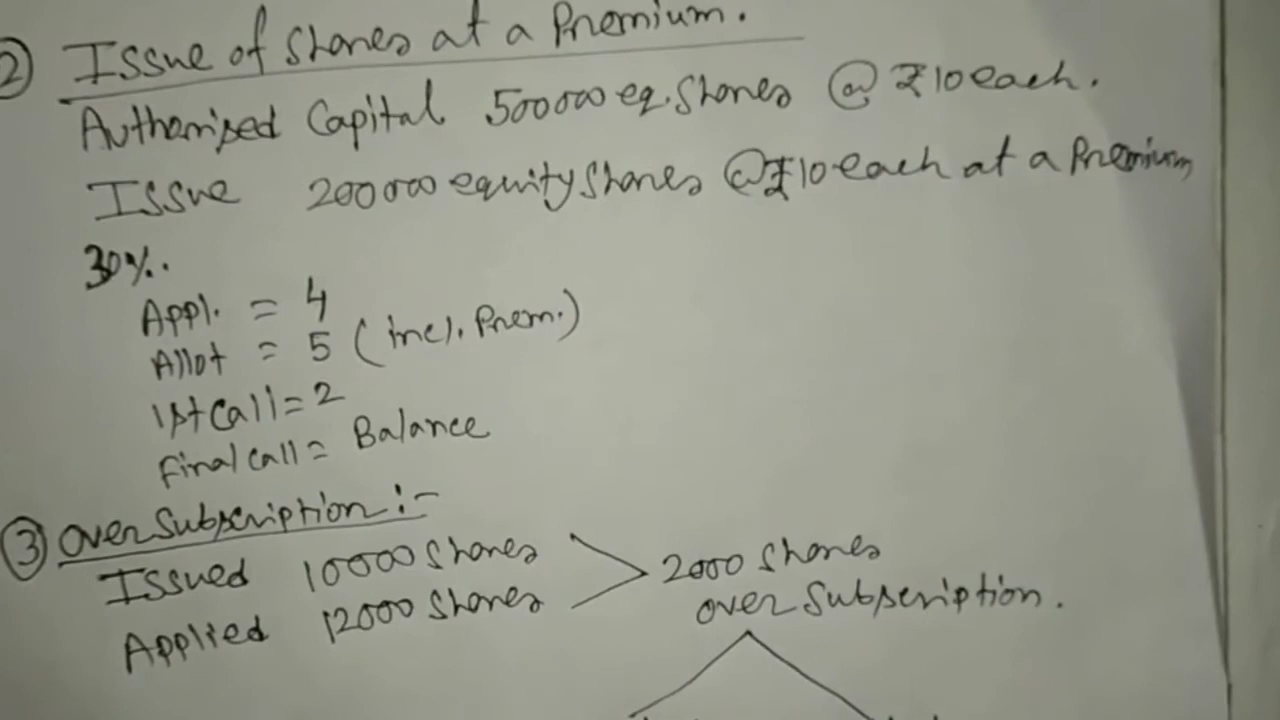 ② Issue of Shares at a Premium.
Authorised Capital 500000 eq. Shares @ ₹10 each.
Issue 200000 equity Shares @ ₹10 each at a Premium
30%.
Appl. = 4
Allot = 5 (incl. Prem.)
1st Call = 2
Final Call = Balance
③ Over Subscription :-
Issued 10000 Shares
Applied 12000 Shares
2000 Shares
over Subscription.